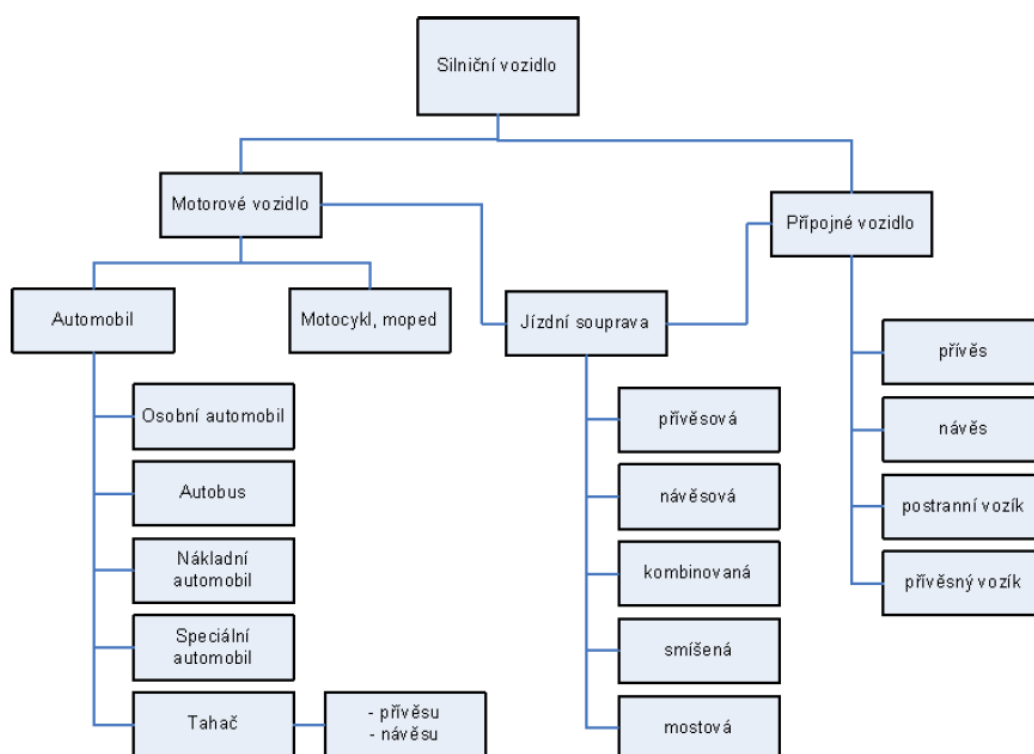 Silniční vozidlo
Motorové vozidlo
Přípojné vozidlo
Automobil
Motocykl, moped
Jízdní souprava
Osobní automobil
Autobus
Nákladní
automobil
Speciální
automobil
Tahač
- přívěsu
- návěsu
přívěsová
návěsová
kombinovaná
smíšená
mostová
přívěs
návěs
postranní vozík
přívěsný vozík